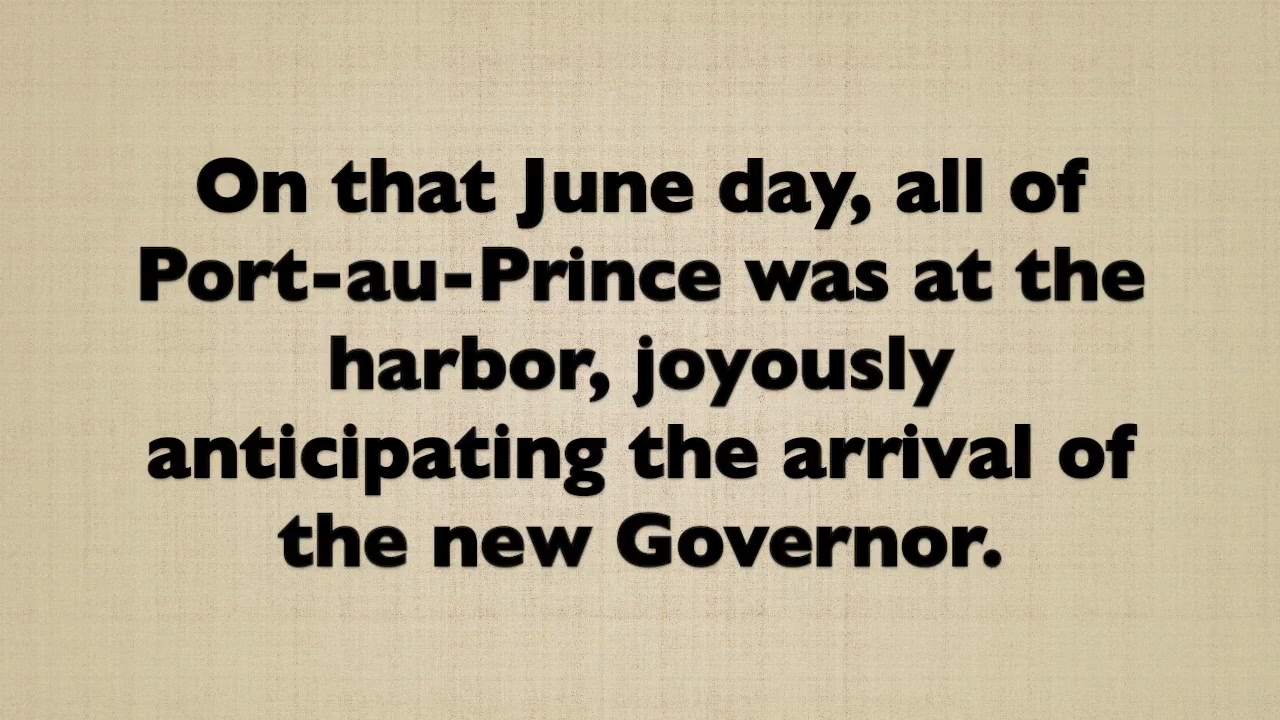 On that June day, all of
Port-au-Prince was at the
harbor, joyously
anticipating the arrival of
the new Governor.